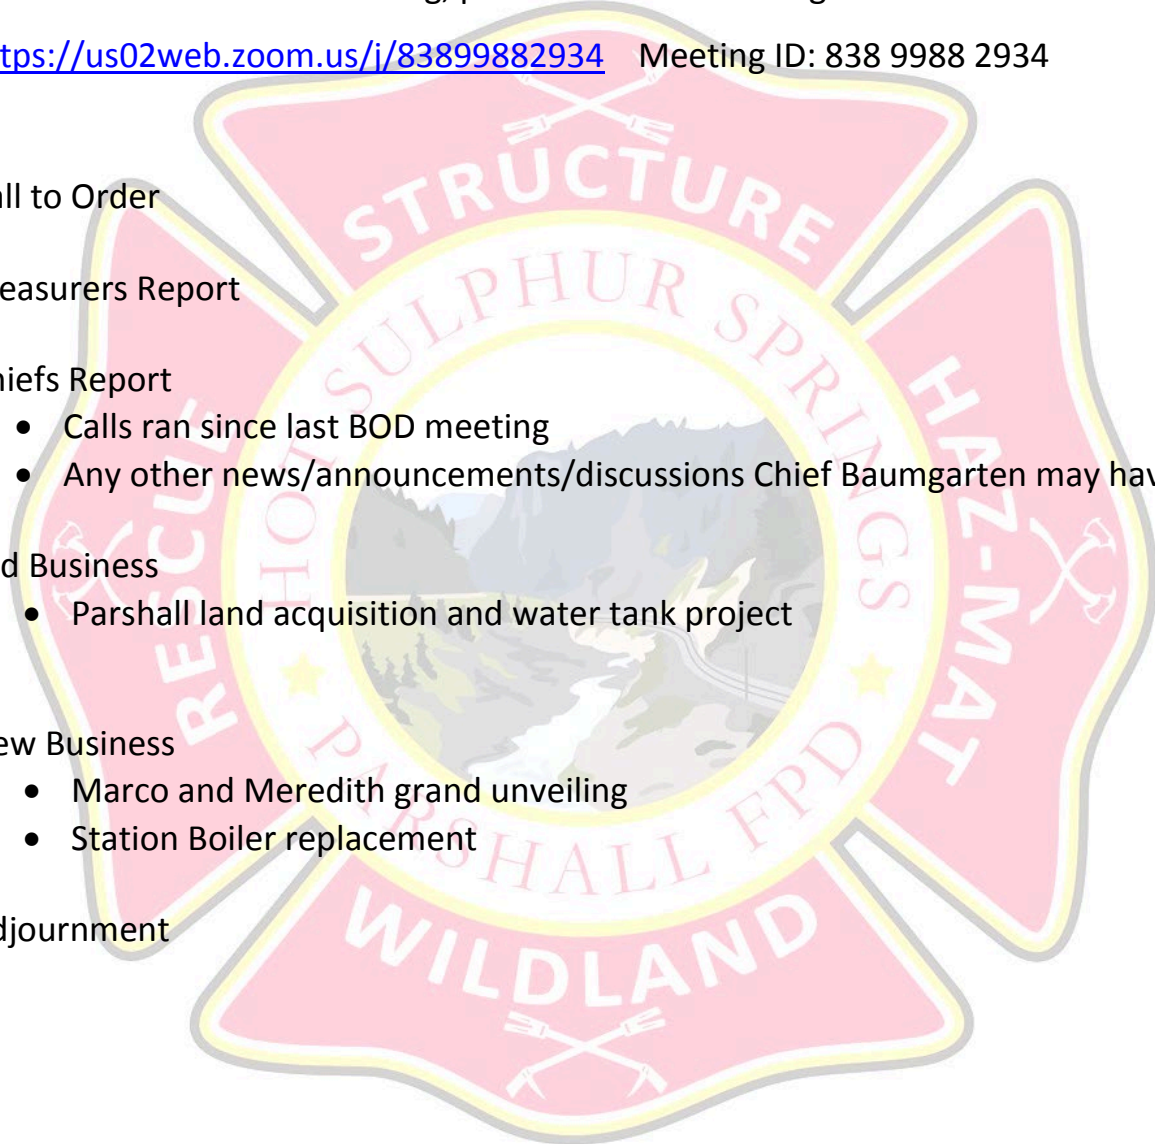 tps://us02web.zoom.us/j/83899882934 Meeting ID: 838 9988 2934
all to Order
easurers Report
hiefs Report
• Calls ran since last BOD meeting
• Any other news/announcements/discussions Chief Baumgarten may hav
d Business
• Parshall land acquisition and water tank project
ew Business
• Marco and Meredith grand unveiling
• Station Boiler replacement
djournment
STRUCTURE
HOT SULPHUR SPRINGS
RESCUE
HAZ-MAT
PARSHALL FPD
WILDLAND